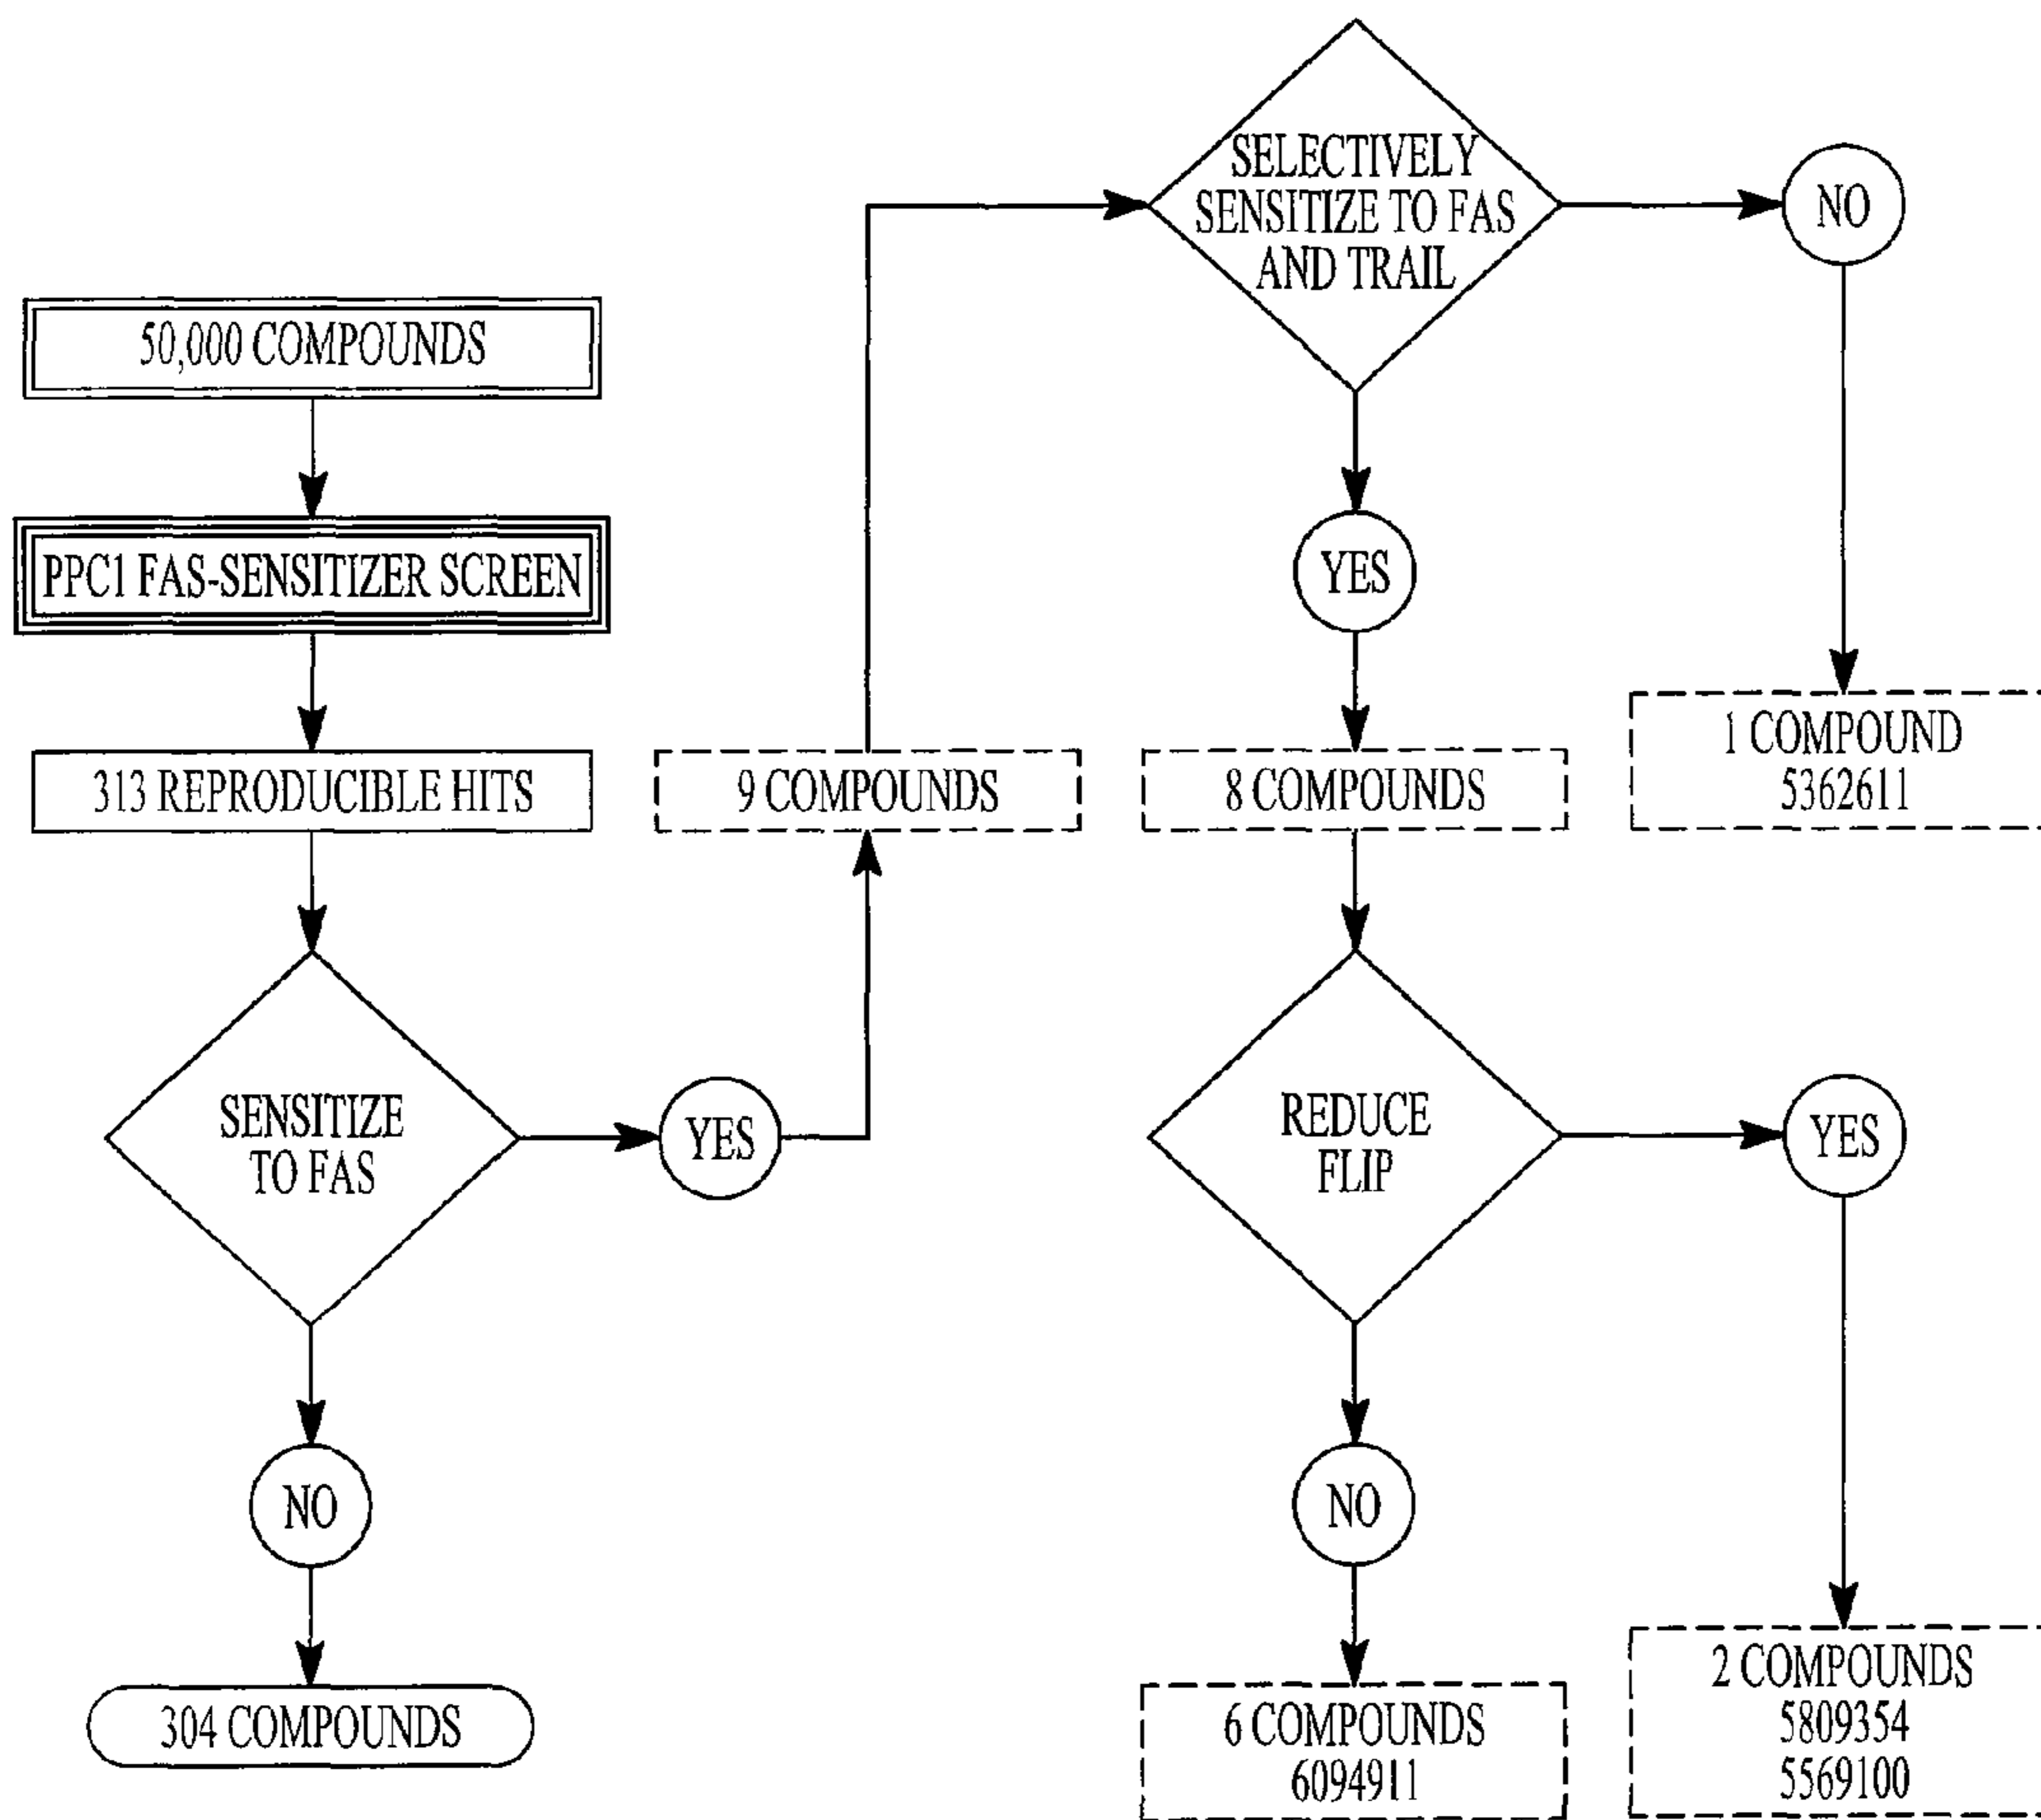 50,000 COMPOUNDS
PPC1 FAS-SENSITIZER SCREEN
313 REPRODUCIBLE HITS
SENSITIZE
TO FAS
YES
NO
304 COMPOUNDS
9 COMPOUNDS
SELECTIVELY
SENSITIZE TO FAS
AND TRAIL
NO
1 COMPOUND
5362611
YES
8 COMPOUNDS
REDUCE
FLIP
YES
2 COMPOUNDS
5809354
5569100
NO
6 COMPOUNDS
6094911